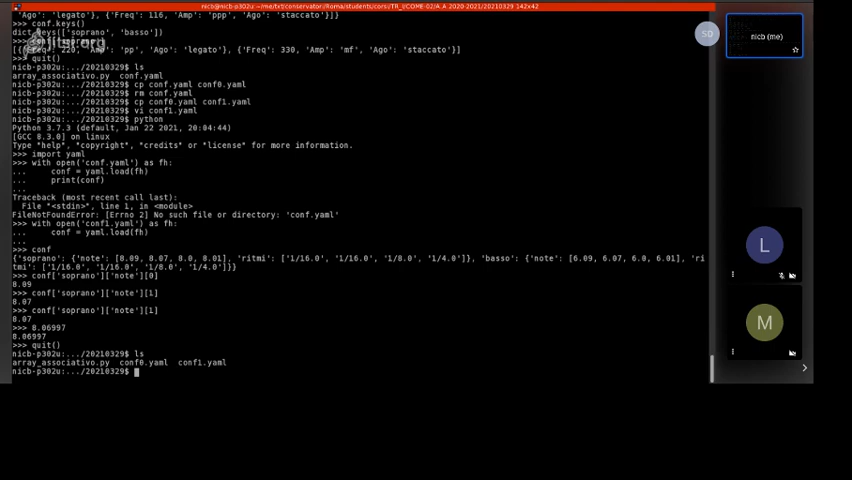 nicb@nicb-p302u: ~/me/txt/conservator/Roma/studenti/corsi/TR_I/COME-02/A.A 2020-2021/20210329 142x42
'Ago': 'legato'}, {'Freq': 116, 'Amp': 'ppp', 'Ago': 'staccato'}]}
>>> conf.keys()
dict_keys(['soprano', 'basso'])
jitsi.org
[{'Freq': 220, 'Amp': 'pp', 'Ago': 'legato'}, {'Freq': 330, 'Amp': 'mf', 'Ago': 'staccato'}]
>>> quit()
nicb-p302u:.../20210329$ ls
array_associativo.py  conf.yaml
nicb-p302u:.../20210329$ cp conf.yaml conf0.yaml
nicb-p302u:.../20210329$ rm conf.yaml
nicb-p302u:.../20210329$ cp conf0.yaml conf1.yaml
nicb-p302u:.../20210329$ vi conf1.yaml
nicb-p302u:.../20210329$ python
Python 3.7.3 (default, Jan 22 2021, 20:04:44)
[GCC 8.3.0] on linux
Type "help", "copyright", "credits" or "license" for more information.
>>> import yaml
>>> with open('conf.yaml') as fh:
...     conf = yaml.load(fh)
...     print(conf)
...
Traceback (most recent call last):
  File "<stdin>", line 1, in <module>
FileNotFoundError: [Errno 2] No such file or directory: 'conf.yaml'
>>> with open('conf1.yaml') as fh:
...     conf = yaml.load(fh)
...
>>> conf
{'soprano': {'note': [8.09, 8.07, 8.0, 8.01], 'ritmi': ['1/16.0', '1/16.0', '1/8.0', '1/4.0']}, 'basso': {'note': [6.09, 6.07, 6.0, 6.01], 'ri
tmi': ['1/16.0', '1/16.0', '1/8.0', '1/4.0']}}
>>> conf['soprano']['note'][0]
8.09
>>> conf['soprano']['note'][1]
8.07
>>> conf['soprano']['note'][1]
8.07
>>> 8.06997
8.06997
>>> quit()
nicb-p302u:.../20210329$ ls
array_associativo.py  conf0.yaml  conf1.yaml
nicb-p302u:.../20210329$
SD
nicb (me)
L
M